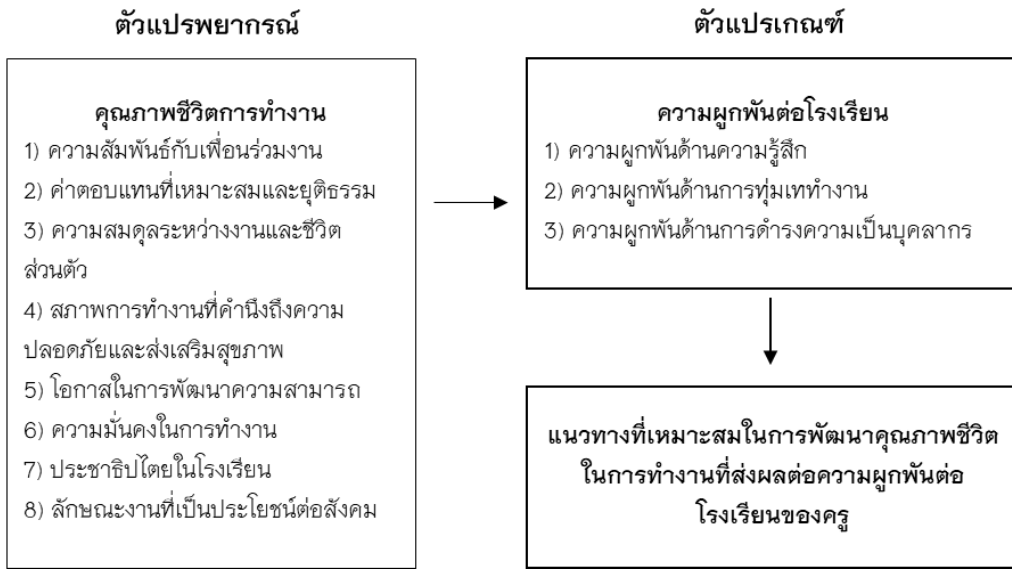 ตัวแปรพยากรณ์
คุณภาพชีวิตการทำงาน
1) ความสัมพันธ์กับเพื่อนร่วมงาน
2) ค่าตอบแทนที่เหมาะสมและยุติธรรม
3) ความสมดุลระหว่างงานและชีวิต
ส่วนตัว
4) สภาพการทำงานที่คำนึงถึงความ
ปลอดภัยและส่งเสริมสุขภาพ
5) โอกาสในการพัฒนาความสามารถ
6) ความมั่นคงในการทำงาน
7) ประชาธิปไตยในโรงเรียน
8) ลักษณะงานที่เป็นประโยชน์ต่อสังคม
ตัวแปรเกณฑ์
ความผูกพันต่อโรงเรียน
1) ความผูกพันด้านความรู้สึก
2) ความผูกพันด้านการทุ่มเททำงาน
3) ความผูกพันด้านการดำรงความเป็นบุคลากร
แนวทางที่เหมาะสมในการพัฒนาคุณภาพชีวิต
ในการทำงานที่ส่งผลต่อความผูกพันต่อ
โรงเรียนของครู